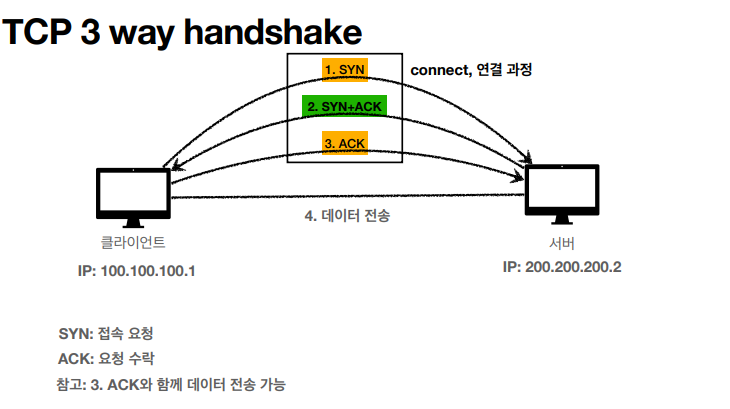 TCP 3 way handshake
1. SYN
connect, 연결 과정
2. SYN+ACK
3. ACK
4. 데이터 전송
클라이언트
서버
IP: 100.100.100.1
IP: 200.200.200.2
SYN: 접속 요청
ACK: 요청 수락
참고: 3. ACK와 함께 데이터 전송 가능